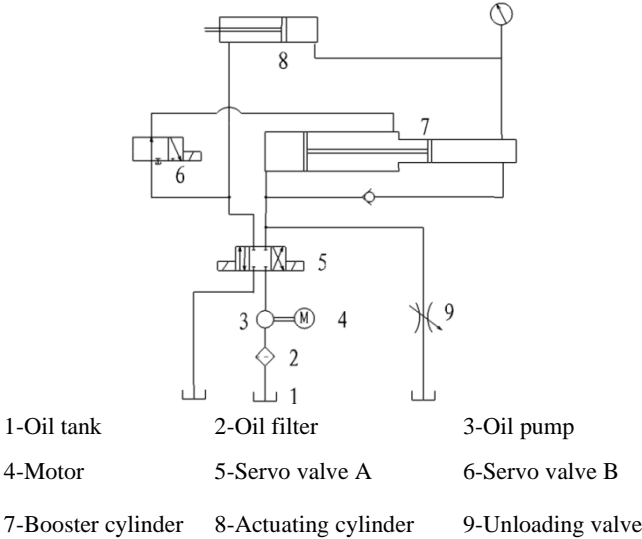 8
7
6
5
3 M 4 9
2
1
1-Oil tank 2-Oil filter 3-Oil pump
4-Motor 5-Servo valve A 6-Servo valve B
7-Booster cylinder 8-Actuating cylinder 9-Unloading valve